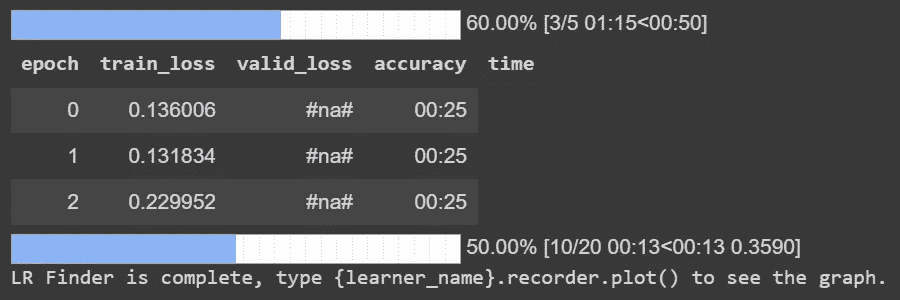 60.00% [3/5 01:15<00:50]
epoch train_loss valid_loss accuracy time
0 0.136006 #na# 00:25
1 0.131834 #na# 00:25
2 0.229952 #na# 00:25
50.00% [10/20 00:13<00:13 0.3590]
LR Finder is complete, type {learner_name}.recorder.plot() to see the graph.